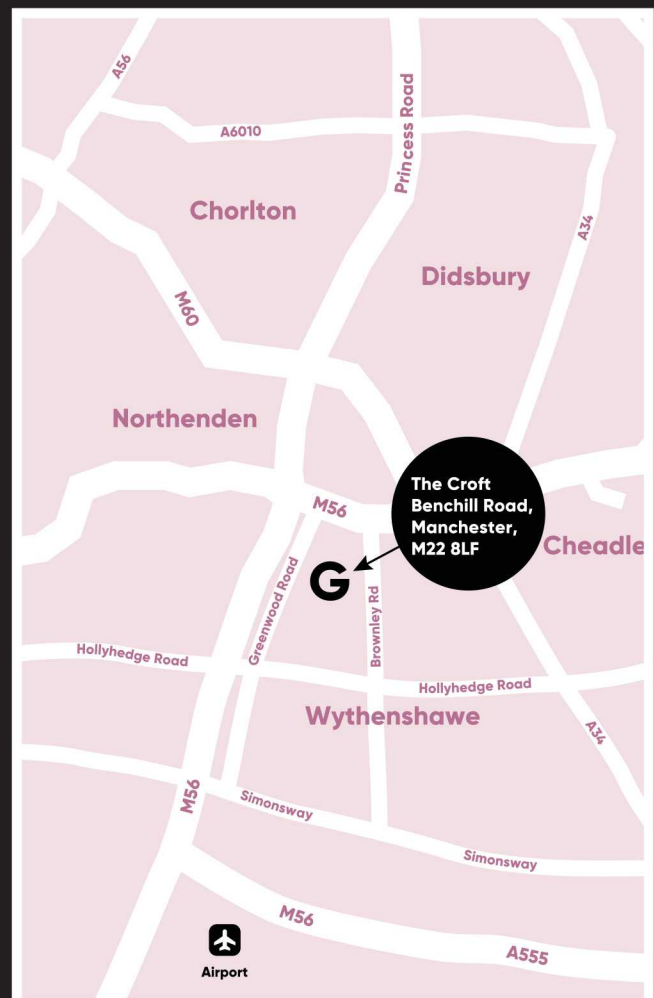 A56
A6010
Princess Road
Chorlton
A34
Didsbury
M60
Northenden
The Croft
Benchill Road,
Manchester,
M22 8LF
M56
Cheadle
G
Greenwood Road
Brownley Rd
Hollyhedge Road
Hollyhedge Road
Wythenshawe
A34
M56
Simonsway
Simonsway
M56
A555
Airport